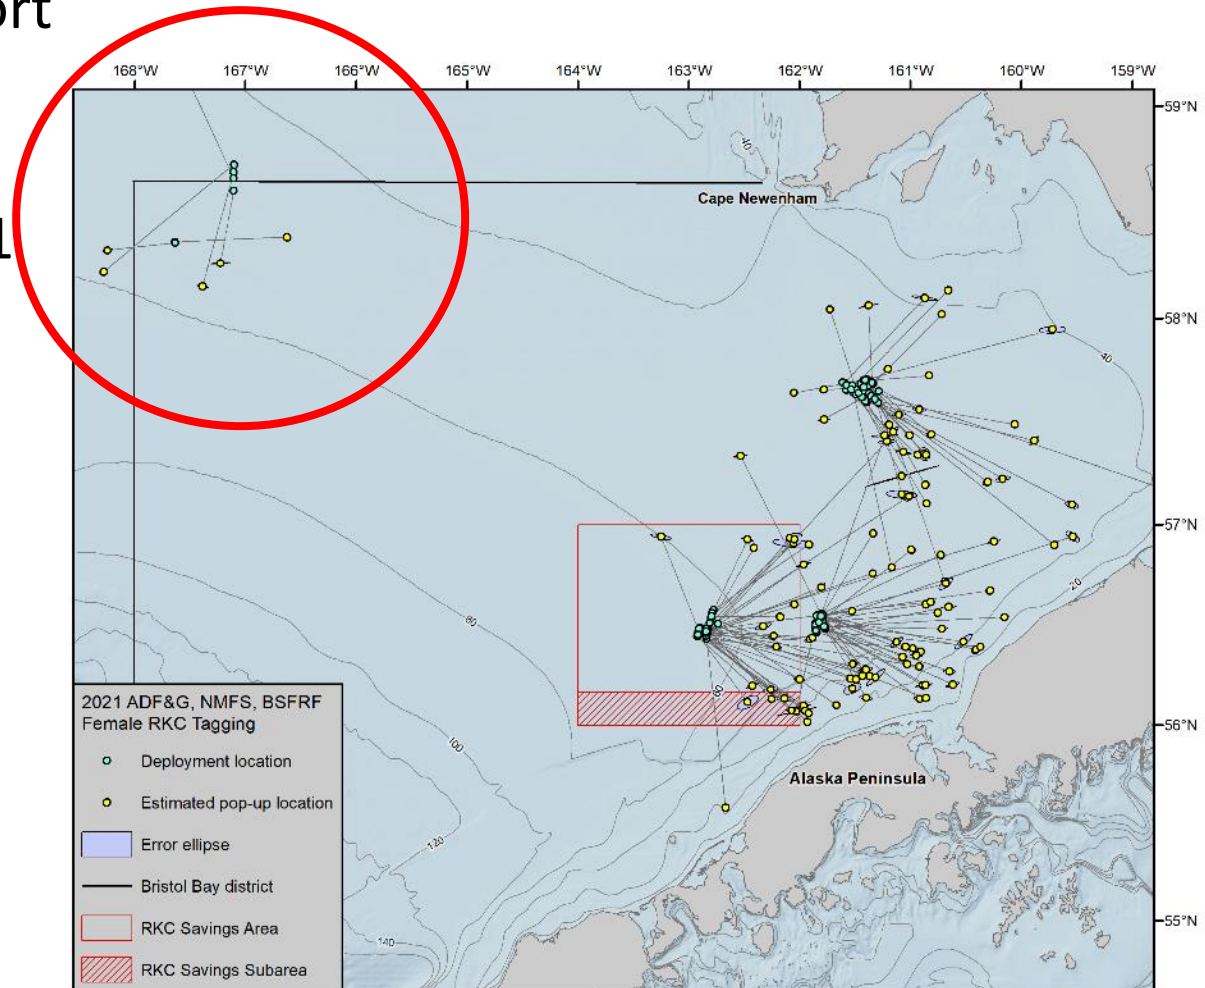 ort
168°W 167°W 166°W 165°W 164°W 163°W 162°W 161°W 160°W 159°W
59°N
40
Cape Newenham
58°N
40
57°N
20
80
60
56°N
100
Alaska Peninsula
120
55°N
140
2021 ADF&G, NMFS, BSFRF
Female RKC Tagging
Deployment location
Estimated pop-up location
Error ellipse
Bristol Bay district
RKC Savings Area
RKC Savings Subarea